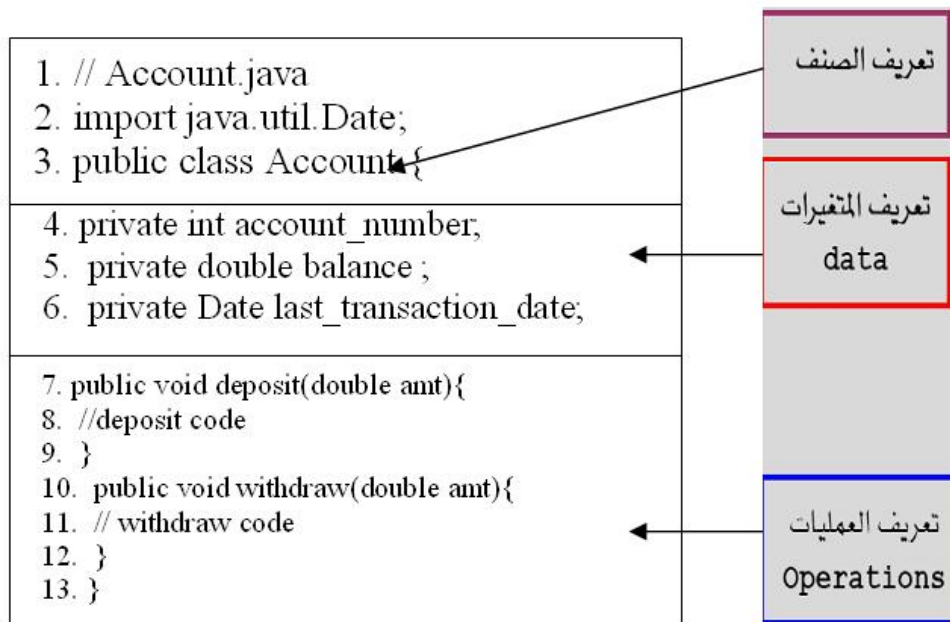 1. // Account.java
2. import java.util.Date;
3. public class Account {
تعريف الصنف
4. private int account_number;
5. private double balance ;
6. private Date last_transaction_date;
تعريف المتغيرات
data
7. public void deposit(double amt){
8. //deposit code
9. }
10. public void withdraw(double amt){
11. // withdraw code
12. }
13. }
تعريف العمليات
Operations